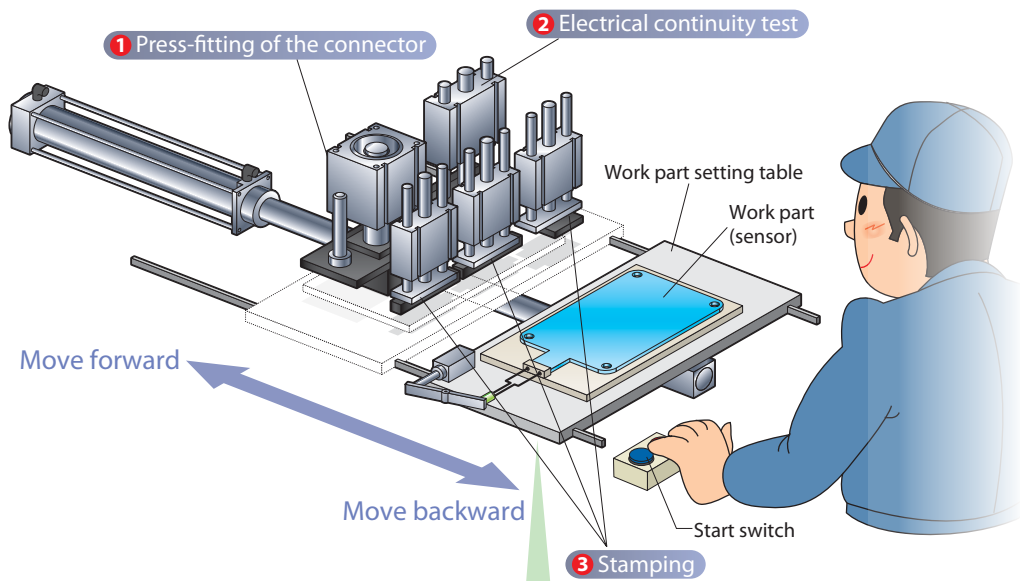 2 Electrical continuity test
1 Press-fitting of the connector
Work part setting table
Work part
(sensor)
Move forward
Move backward
Start switch
3 Stamping